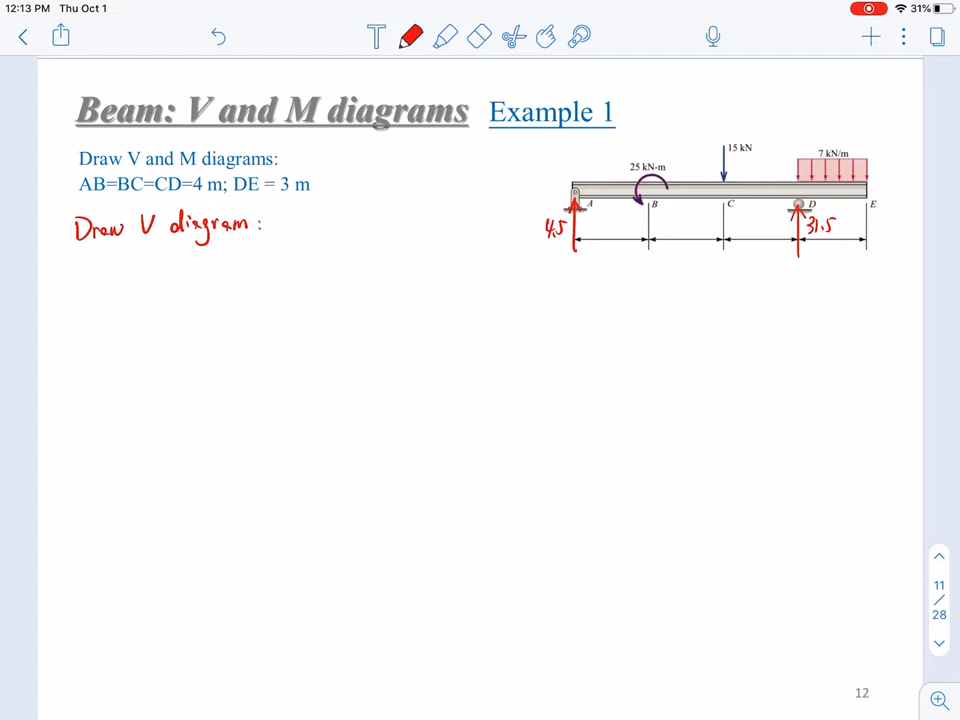 12:13 PM Thu Oct 1
31%
T
Beam: V and M diagrams Example 1
Draw V and M diagrams:
AB=BC=CD=4 m; DE = 3 m
Draw V diagram:
15 kN
7 kN/m
25 kN-m
A B C D E
4.5 31.5
11
/
28
12